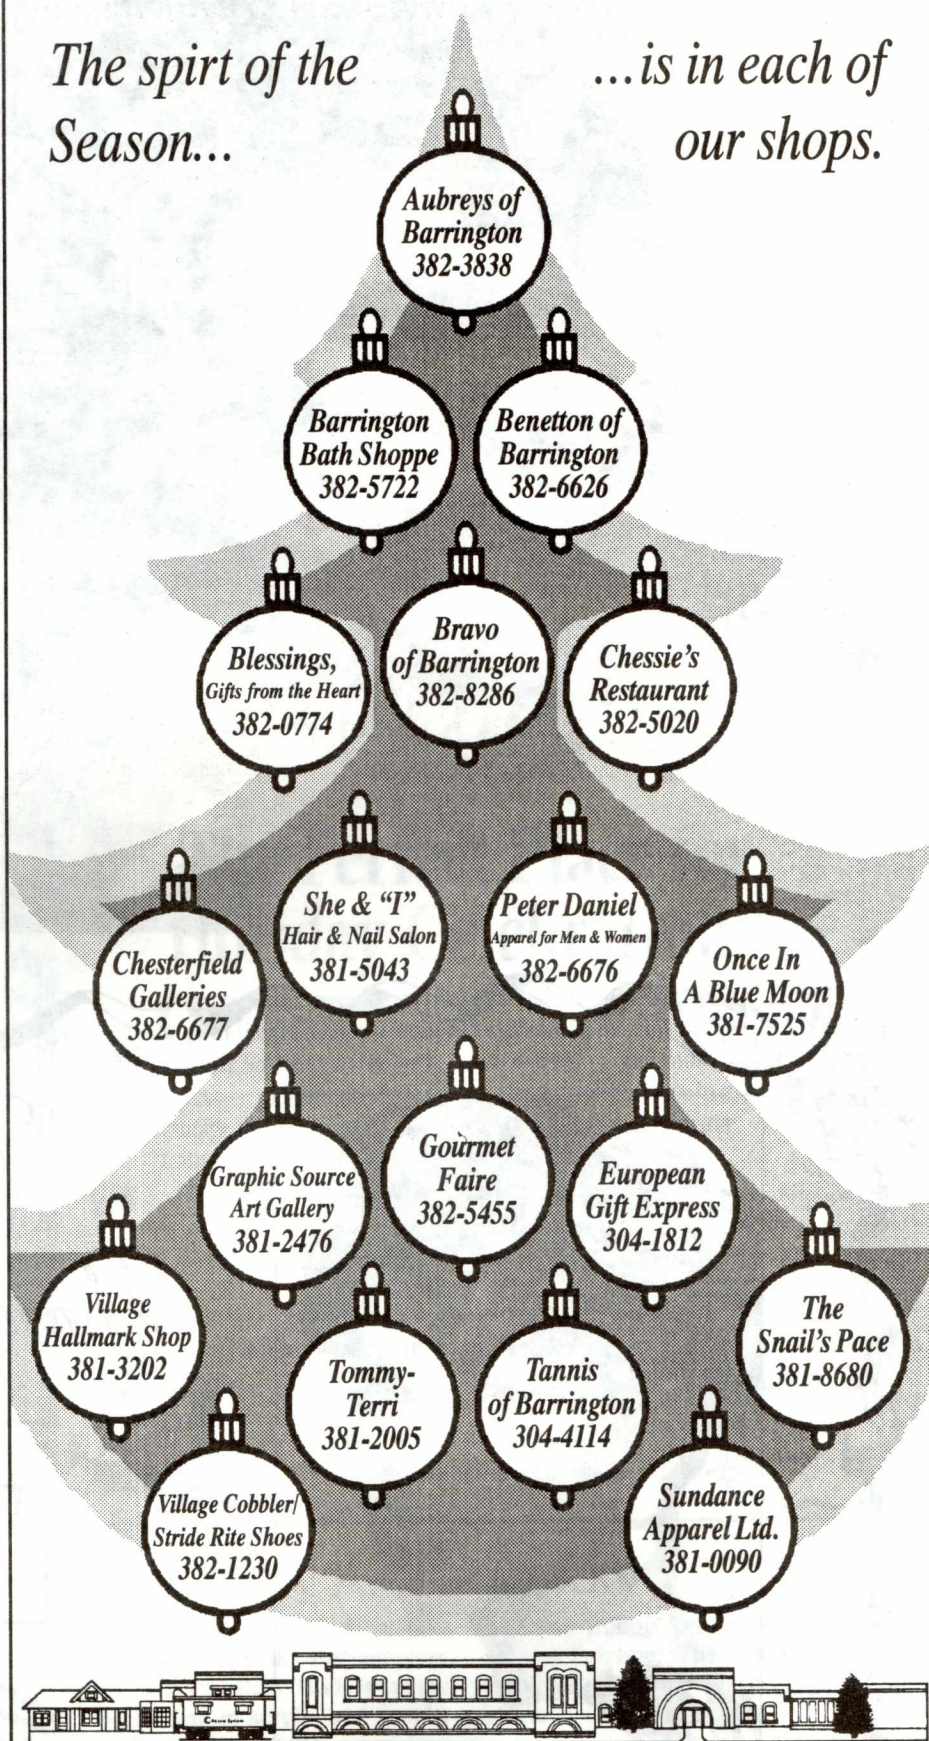 The spirt of the
Season...
...is in each of
our shops.
Aubreys of
Barrington
382-3838
Barrington
Bath Shoppe
382-5722
Benetton of
Barrington
382-6626
Blessings,
Gifts from the Heart
382-0774
Bravo
of Barrington
382-8286
Chessie's
Restaurant
382-5020
Chesterfield
Galleries
382-6677
She & "I"
Hair & Nail Salon
381-5043
Peter Daniel
Apparel for Men & Women
382-6676
Once In
A Blue Moon
381-7525
Graphic Source
Art Gallery
381-2476
Gourmet
Faire
382-5455
European
Gift Express
304-1812
Village
Hallmark Shop
381-3202
Tommy-
Terri
381-2005
Tannis
of Barrington
304-4114
The
Snail's Pace
381-8680
Village Cobbler/
Stride Rite Shoes
382-1230
Sundance
Apparel Ltd.
381-0090